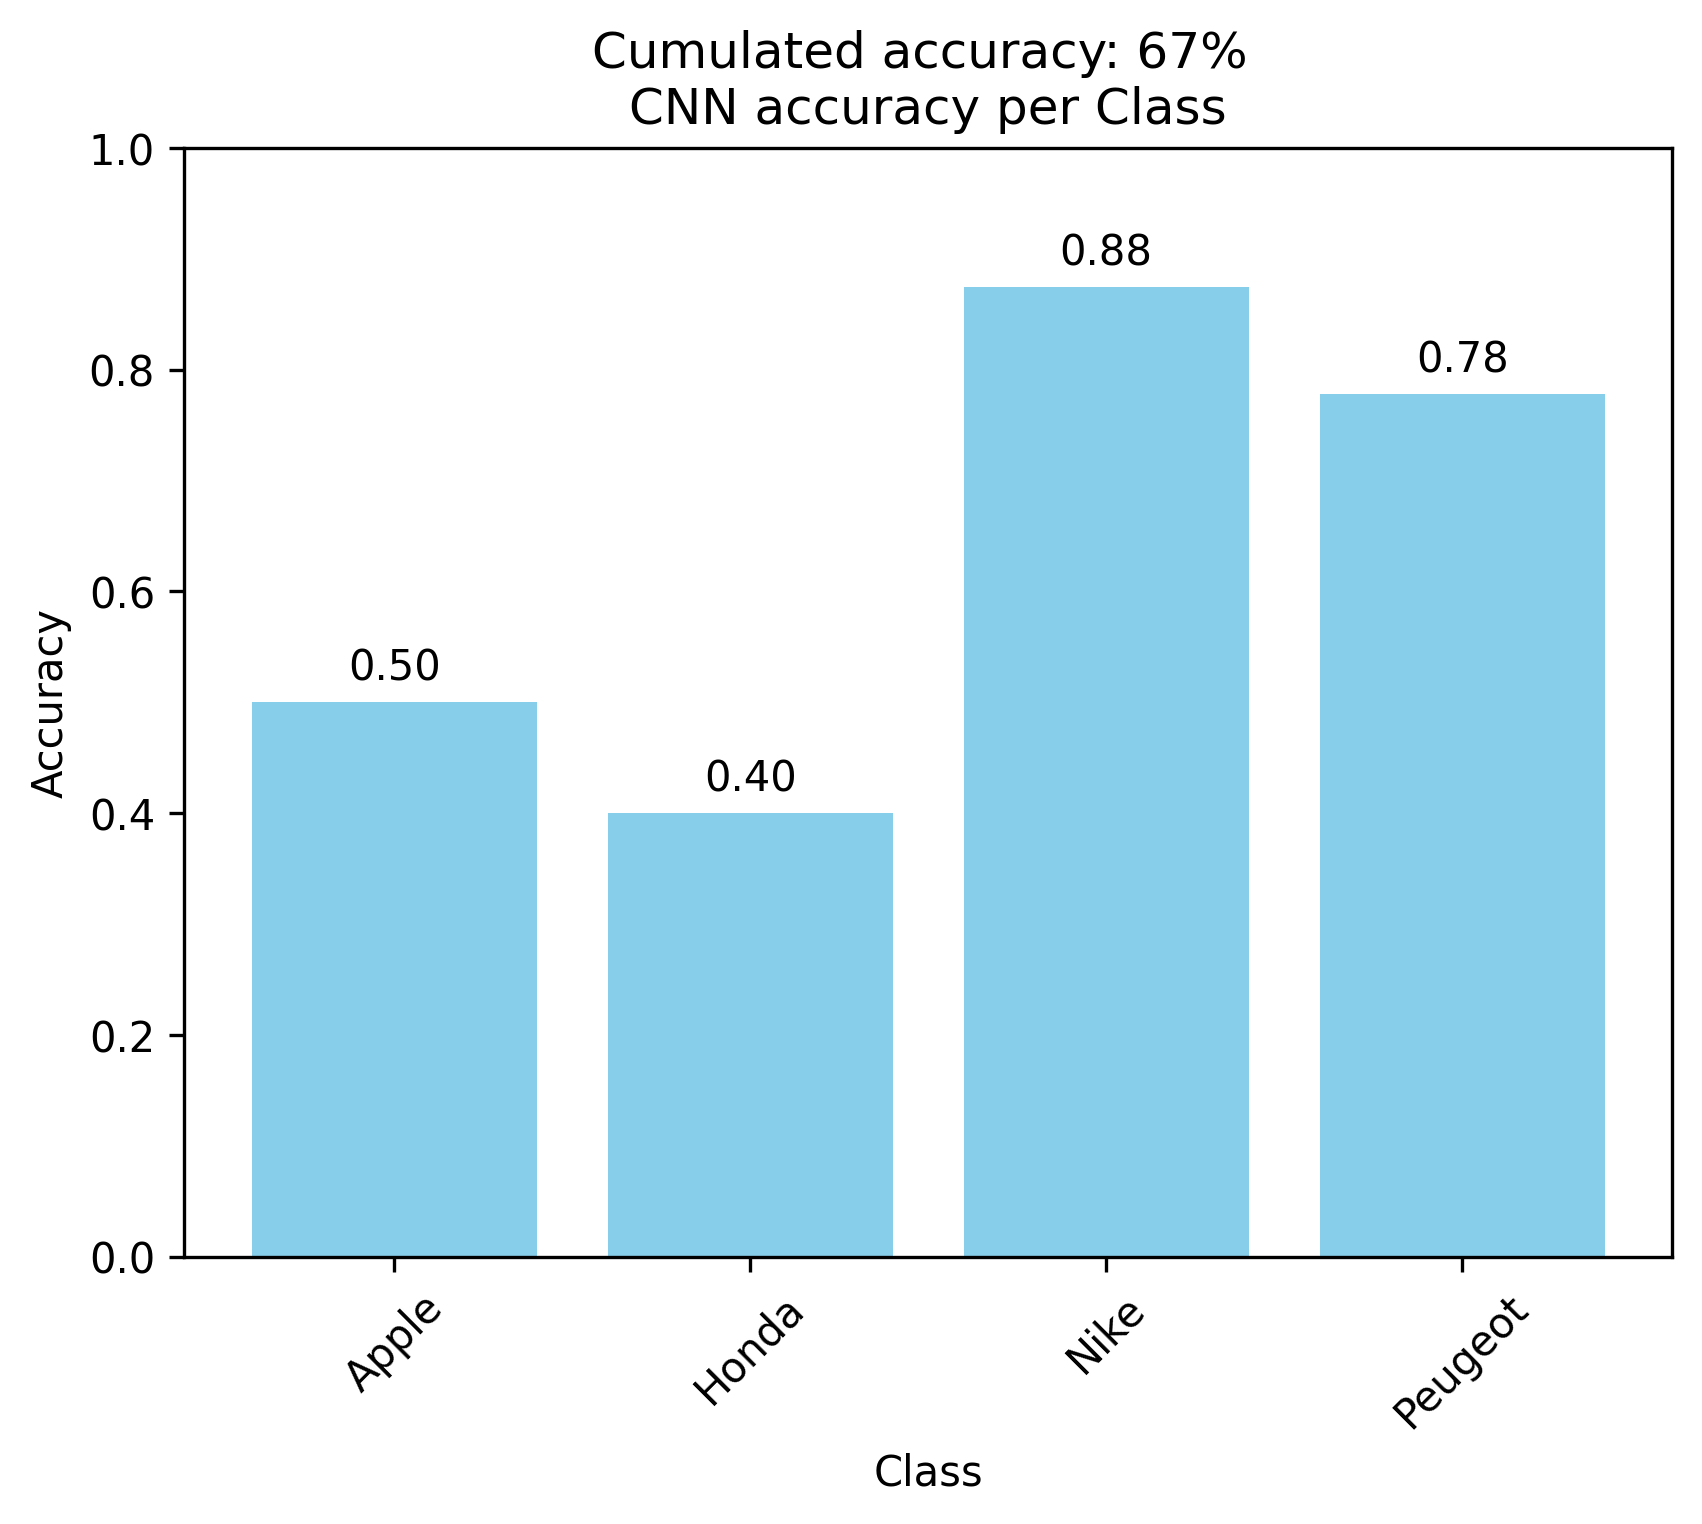 Cumulated accuracy: 67%
CNN accuracy per Class
1.0
0.8
0.6
0.4
0.2
0.0
Accuracy
0.50
0.40
0.88
0.78
Apple
Honda
Nike
Peugeot
Class